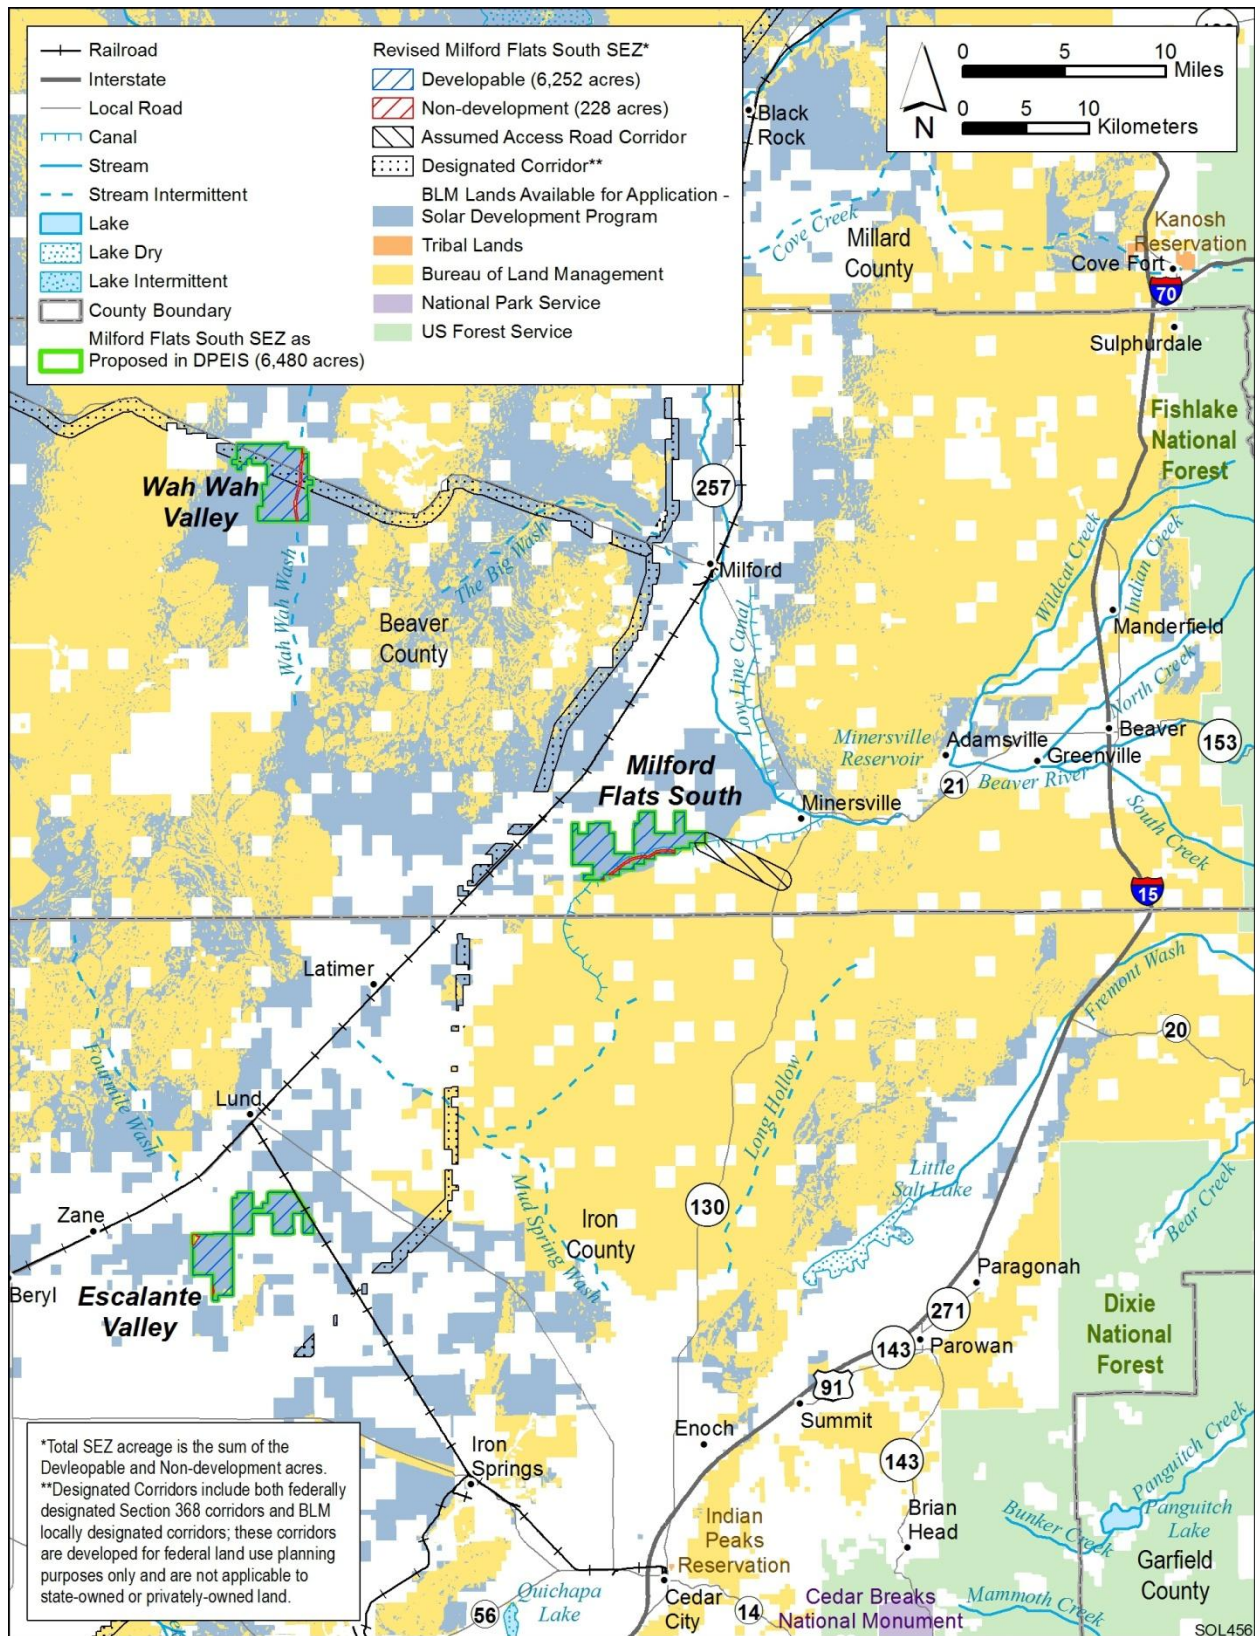 Railroad
Interstate
Local Road
Canal
Stream
Stream Intermittent
Lake
Lake Dry
Lake Intermittent
County Boundary
Milford Flats South SEZ as
Proposed in DPEIS (6,480 acres)
Revised Milford Flats South SEZ*
Developable (6,252 acres)
Non-development (228 acres)
Assumed Access Road Corridor
Designated Corridor**
BLM Lands Available for Application -
Solar Development Program
Tribal Lands
Bureau of Land Management
National Park Service
US Forest Service
N
0 5 10
Miles
0 5 10
Kilometers
Black
Rock
Cove Creek
Millard
County
Kanosh
Reservation
Cove Fort
70
Sulphurdale
Fishlake
National
Forest
Wah Wah
Valley
257
Wah Wah Wash
The Big Wash
Milford
Beaver
County
Low Line Canal
Wildcat Creek
Indian Creek
Manderfield
North Creek
Beaver
153
Minersville
Reservoir
Adamsville
Greenville
21
Beaver River
South Creek
Milford
Flats South
Minersville
15
Latimer
Fremont Wash
20
Fourmile Wash
Lund
Long Hollow
Mud Spring Wash
130
Iron
County
Little
Salt Lake
Bear Creek
Zane
Beryl
Escalante
Valley
Paragonah
271
143
Parowan
Dixie
National
Forest
91
Summit
Enoch
143
Iron
Springs
Brian
Head
Indian
Peaks
Reservation
Panguitch Creek
Panguitch
Lake
Bunker Creek
Garfield
County
Quichapa
Lake
56
Cedar
City
14
Cedar Breaks
National Monument
Mammoth Creek
*Total SEZ acreage is the sum of the
Devleopable and Non-development acres.
**Designated Corridors include both federally
designated Section 368 corridors and BLM
locally designated corridors; these corridors
are developed for federal land use planning
purposes only and are not applicable to
state-owned or privately-owned land.
SOL456